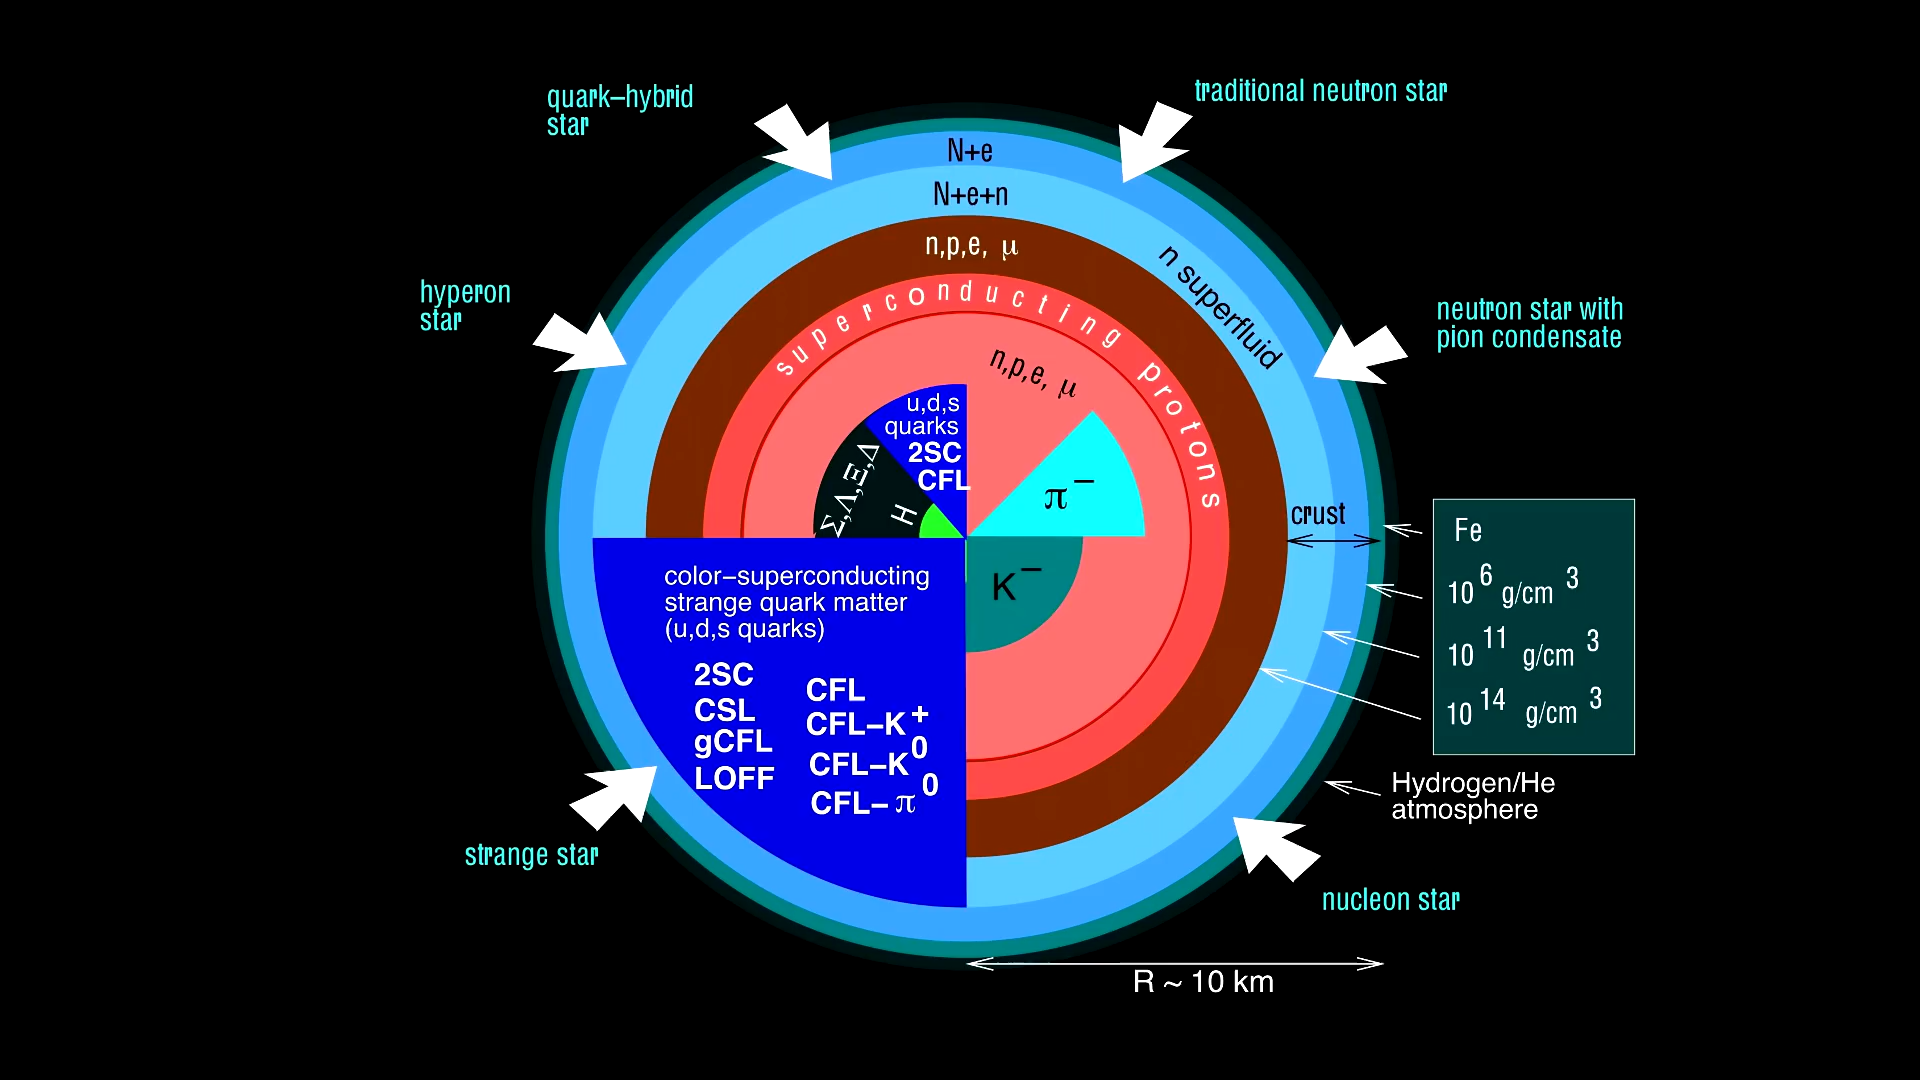 quark–hybrid
star
traditional neutron star
N+e
N+e+n
n,p,e, μ
superconducting protons
n superfluid
hyperon
star
neutron star with
pion condensate
n,p,e, μ
u,d,s
quarks
2SC
CFL
Σ,Λ,Ξ,Δ
H
π⁻
K⁻
crust
Fe
10⁶ g/cm³
10¹¹ g/cm³
10¹⁴ g/cm³
Hydrogen/He
atmosphere
color–superconducting
strange quark matter
(u,d,s quarks)
2SC
CSL
gCFL
LOFF
CFL
CFL–K⁺
CFL–K⁰
CFL–π⁰
strange star
nucleon star
R ~ 10 km